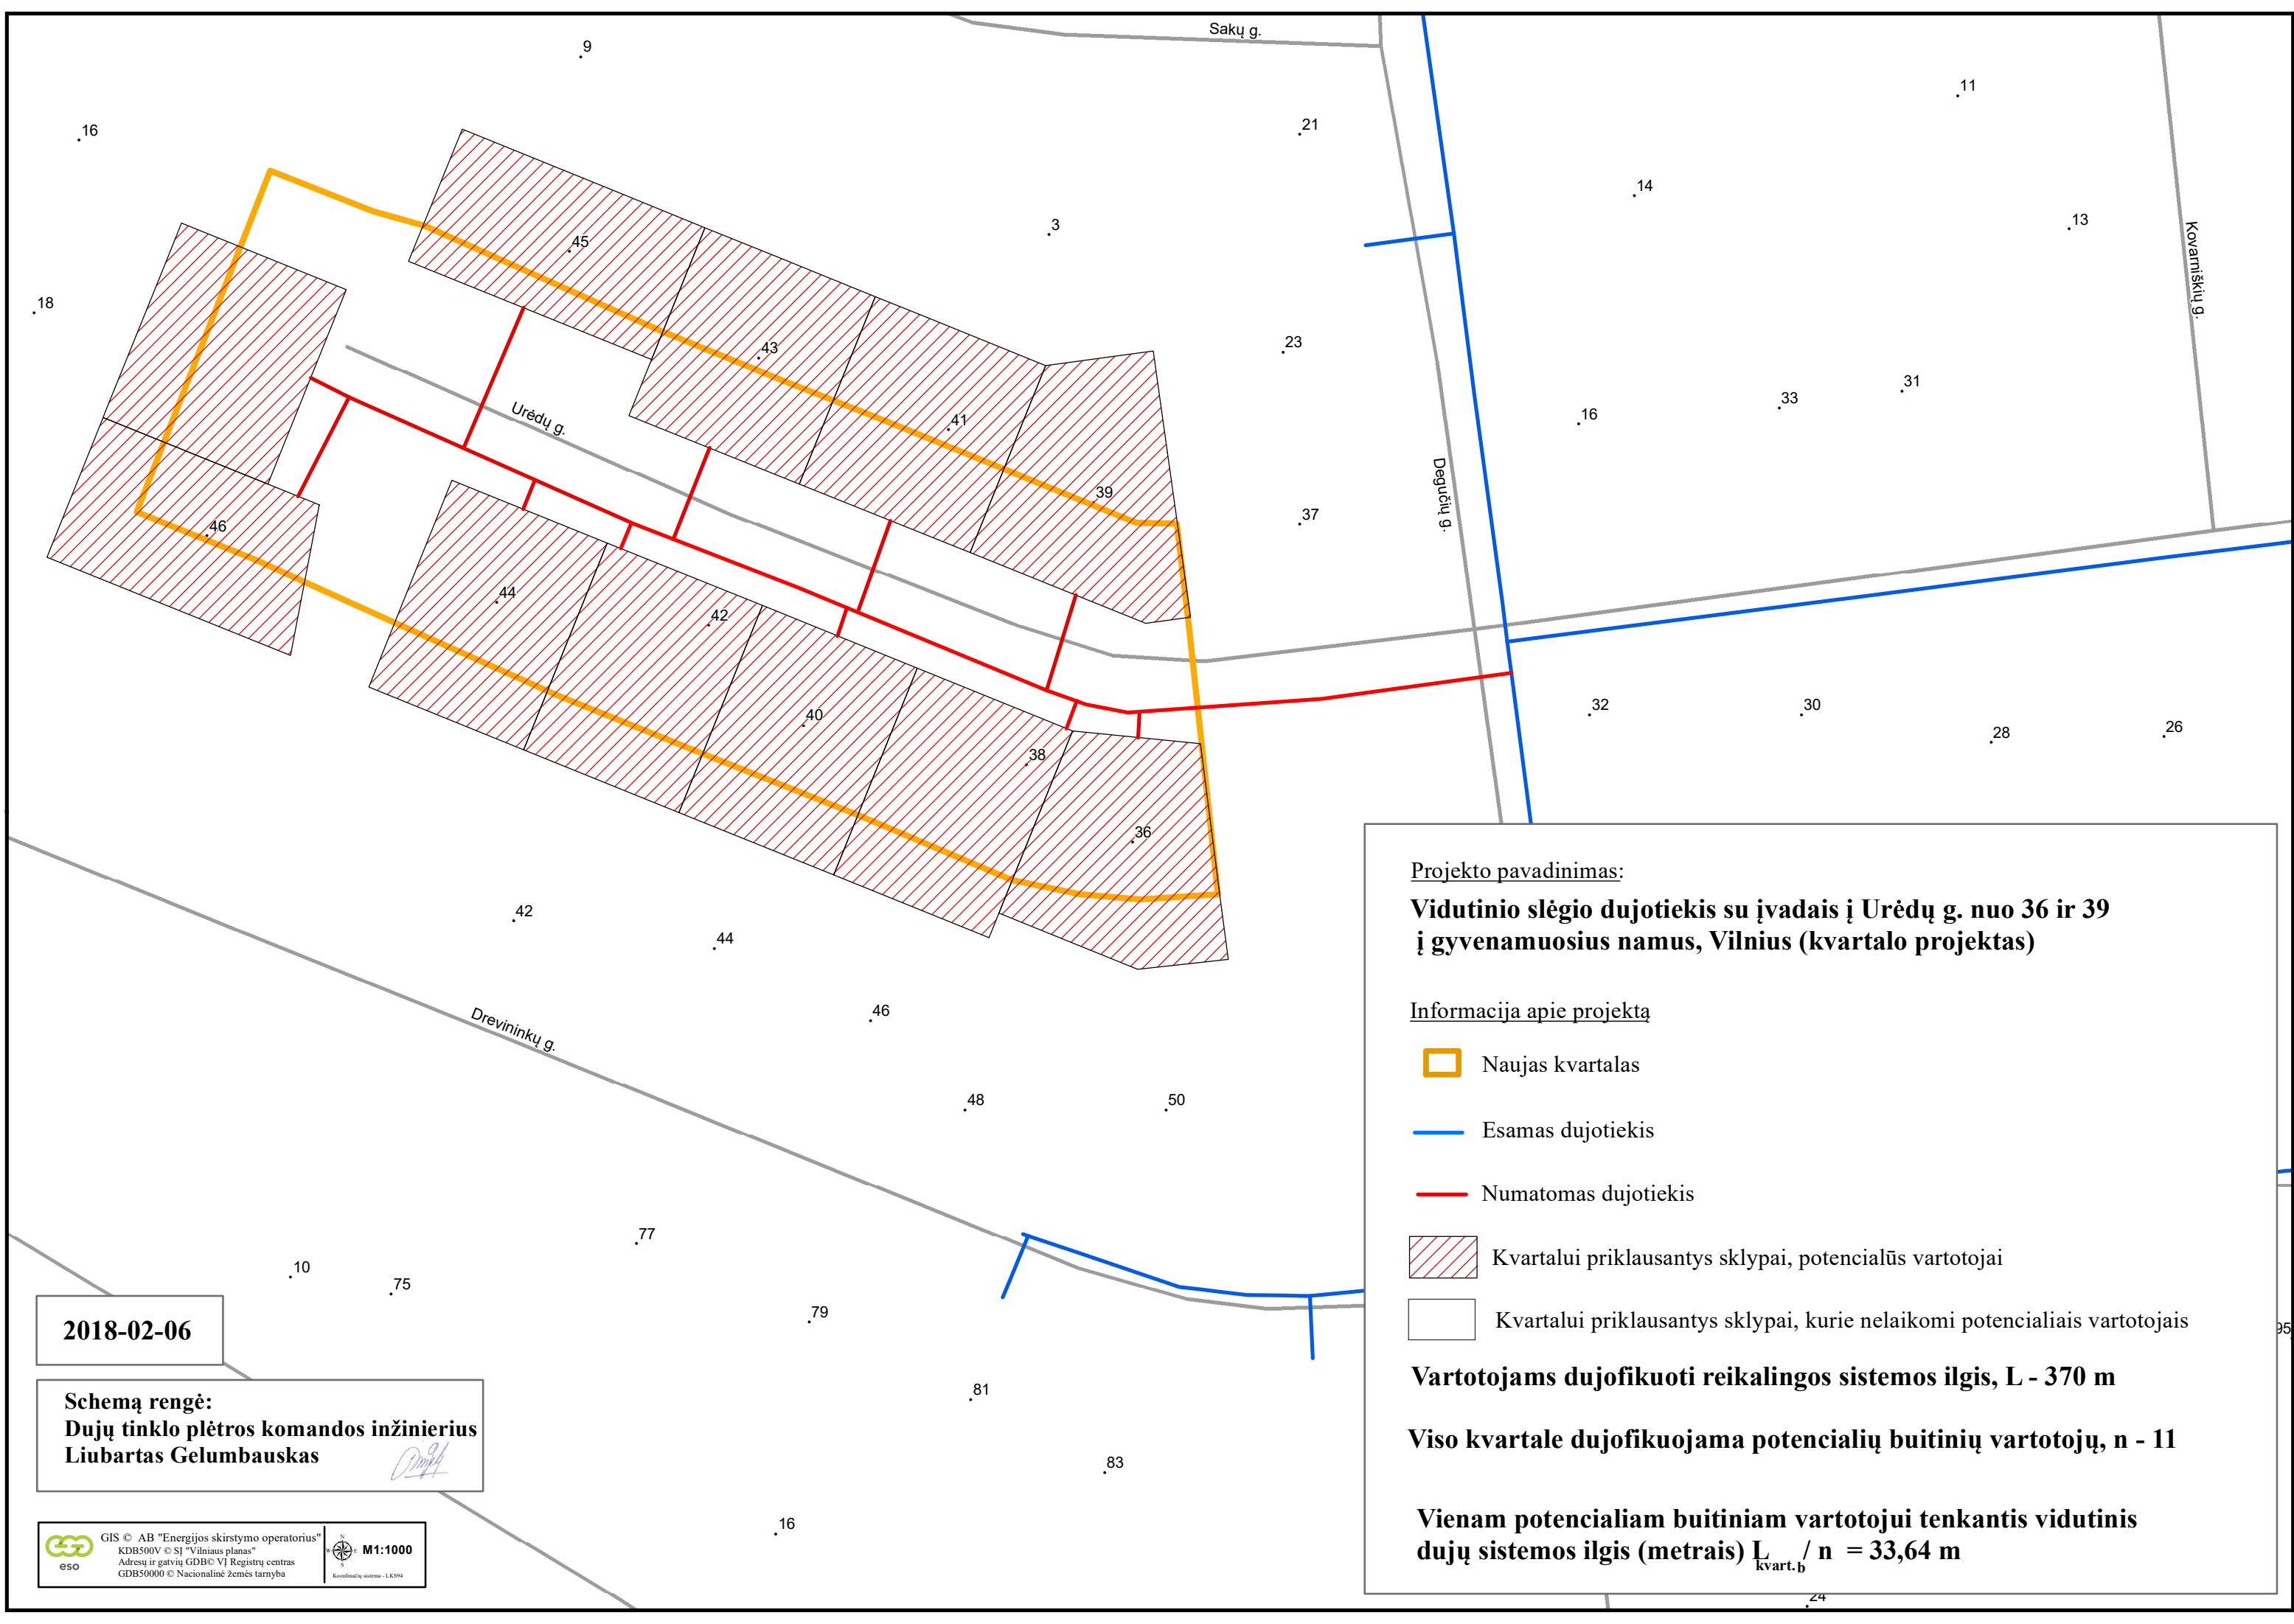 Sakų g.
9
11
16
21
14
13
3
45
Kovarniškių g.
18
23
43
31
33
16
41
Urėdų g.
Degučių g.
39
37
46
44
42
32
30
40
28
26
38
36
42
44
46
Drevininkų g.
48
50
77
10
75
79
81
83
16
24
95
Projekto pavadinimas:
Vidutinio slėgio dujotiekis su įvadais į Urėdų g. nuo 36 ir 39
į gyvenamuosius namus, Vilnius (kvartalo projektas)
Informacija apie projektą
Naujas kvartalas
Esamas dujotiekis
Numatomas dujotiekis
Kvartalui priklausantys sklypai, potencialūs vartotojai
Kvartalui priklausantys sklypai, kurie nelaikomi potencialiais vartotojais
Vartotojams dujofikuoti reikalingos sistemos ilgis, L - 370 m
Viso kvartale dujofikuojama potencialių buitinių vartotojų, n - 11
Vienam potencialiam buitiniam vartotojui tenkantis vidutinis
dujų sistemos ilgis (metrais) L kvart.b / n = 33,64 m
2018-02-06
Schemą rengė:
Dujų tinklo plėtros komandos inžinierius
Liubartas Gelumbauskas
eso
GIS © AB "Energijos skirstymo operatorius"
KDB500V © SĮ "Vilniaus planas"
Adresų ir gatvių GDB© VĮ Registrų centras
GDB50000 © Nacionalinė žemės tarnyba
N
W E
S
M1:1000
Koordinačių sistema - LKS94